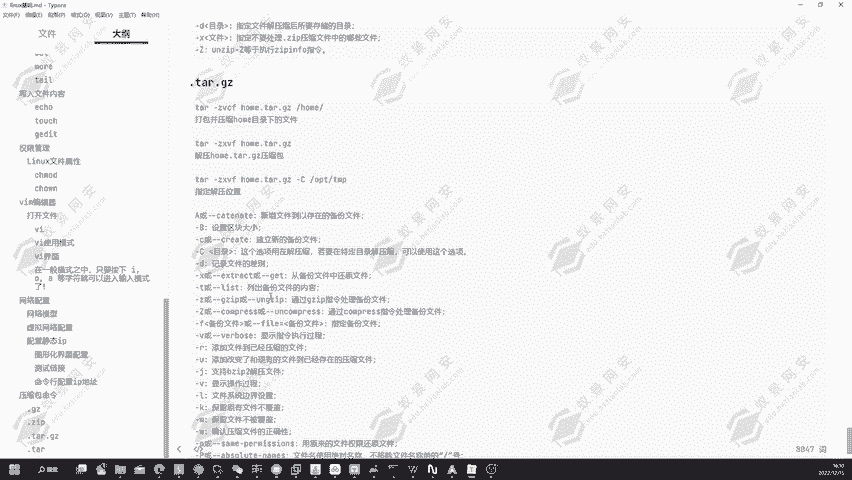 linux基础.md - Typora
文件(F) 编辑(E) 段落(P) 格式(O) 视图(V) 主题(T) 帮助(H)
文件
大纲
more
tail
写入文件内容
echo
touch
gedit
权限管理
Linux文件属性
chmod
chown
vim编辑器
打开文件
vi
vi使用模式
vi界面
在一般模式之中，只要按下 i, o, a 等字符就可以进入输入模式了!
网络配置
网络模型
虚拟网络配置
配置静态ip
图形化界面配置
测试链接
命令行配置ip地址
压缩包命令
.gz
.zip
.tar.gz
.tar
-d<目录>：指定文件解压缩后所要存储的目录；
-x<文件>：指定不要处理.zip压缩文件中的哪些文件；
-Z：unzip-Z等于执行zipinfo指令。
.tar.gz
tar -zcvf home.tar.gz /home/
打包并压缩home目录下的文件
tar -zxvf home.tar.gz
解压home.tar.gz压缩包
tar -zxvf home.tar.gz -C /opt/tmp
指定解压位置
A或--catenate：新增文件到以存在的备份文件；
-B：设置区块大小；
-c或--create：建立新的备份文件；
-C <目录>：这个选项用在解压缩，若要在特定目录解压缩，可以使用这个选项。
-d：记录文件的差别；
-x或--extract或--get：从备份文件中还原文件；
-t或--list：列出备份文件的内容；
-z或--gzip或--ungzip：通过gzip指令处理备份文件；
-Z或--compress或--uncompress：通过compress指令处理备份文件；
-f<备份文件>或--file=<备份文件>：指定备份文件；
-v或--verbose：显示指令执行过程；
-r：添加文件到已经压缩的文件；
-u：添加改变了和现有的文件到已经存在的压缩文件；
-j：支持bzip2解压文件；
-v：显示操作过程；
-l：文件系统边界设置；
-k：保留原有文件不覆盖；
-m：保留文件不被覆盖；
-w：确认压缩文件的正确性；
-p或--same-permissions：用原来的文件权限还原文件；
-P或--absolute-names：文件名使用绝对名称，不移除文件名称前的“/”号；
8047 词
16:10
2022/12/15
蚁景网安
edu.hetianlab.com